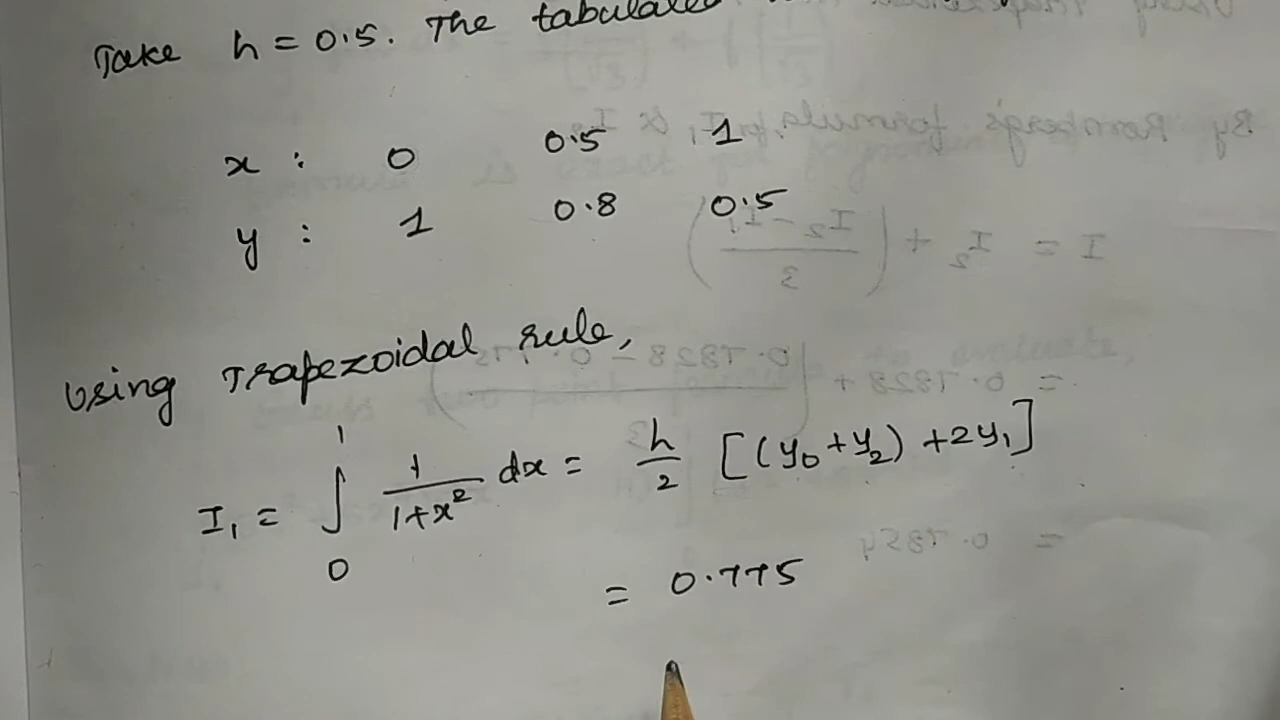 Take h = 0.5. The tabulated
x : 0 0.5 1
y : 1 0.8 0.5
Using Trapezoidal rule,
I₁ = ∫₀¹ 1/(1+x²) dx = h/2 [(y₀+y₂) +2y₁]
= 0.775